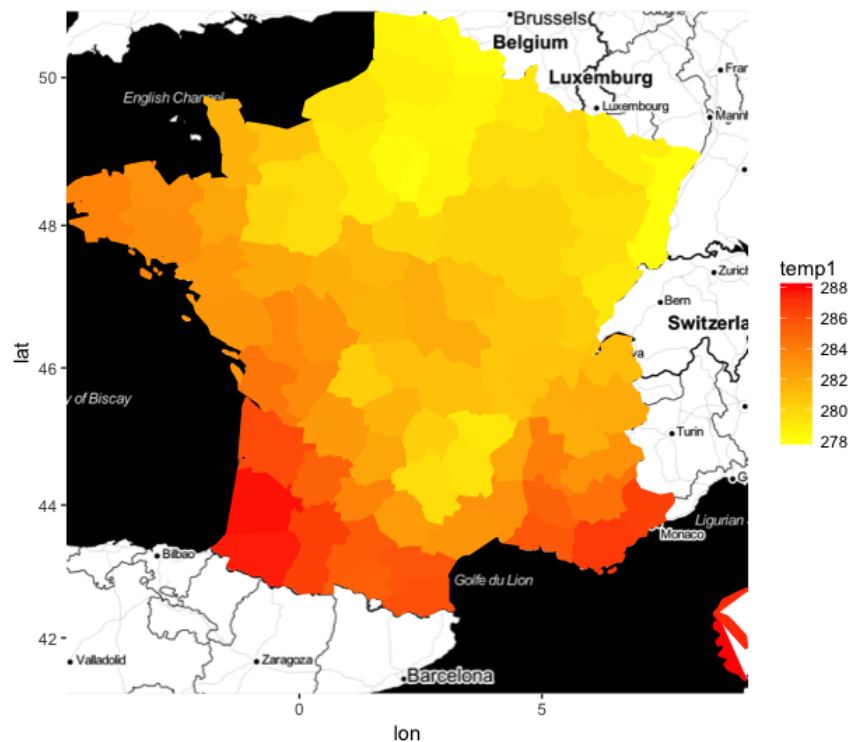 Brussels
Belgium
50
Luxemburg
English Channel
Luxembourg
48
temp1
288
286
284
282
280
278
Bern
Switzerla
lat
46
va
y of Biscay
Turin
44
Ligurian
Monaco
Bilbao
Golfe du Lion
42
Valladolid
Zaragoza
Barcelona
0
5
lon